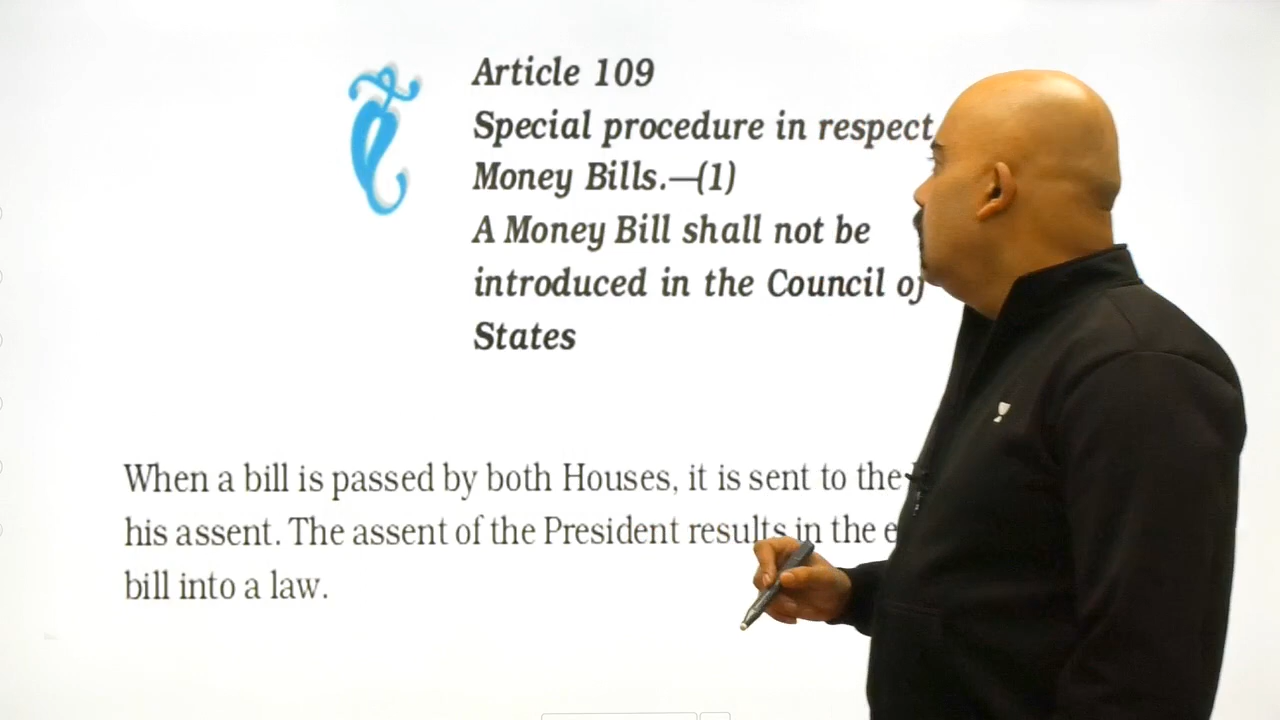 Article 109
Special procedure in respect
Money Bills.—(1)
A Money Bill shall not be
introduced in the Council of
States
When a bill is passed by both Houses, it is sent to the
his assent. The assent of the President results in the
bill into a law.